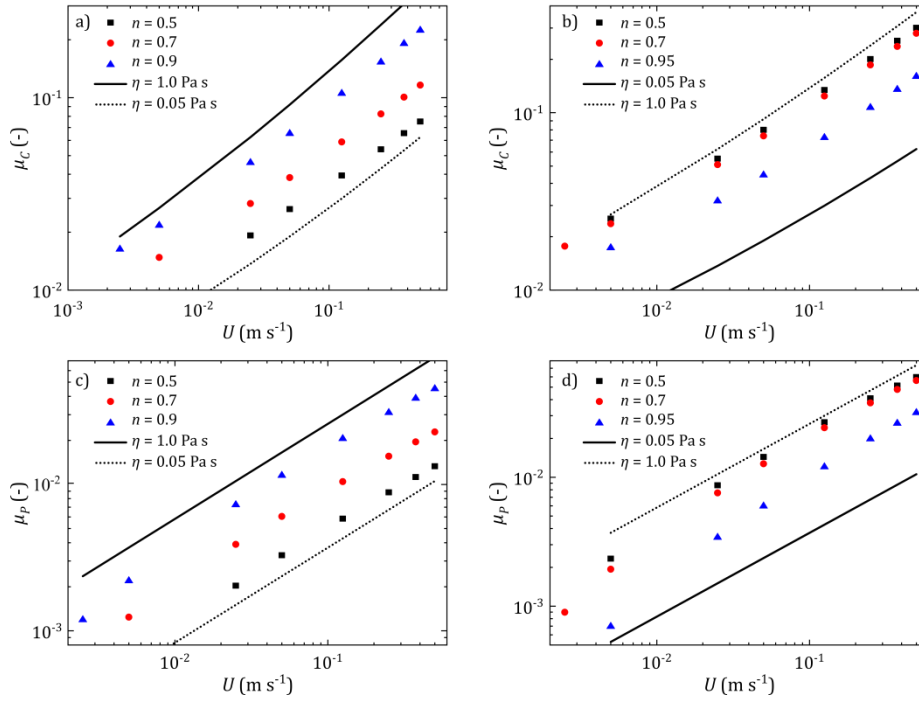 a)
n = 0.5
n = 0.7
n = 0.9
η = 1.0 Pa s
η = 0.05 Pa s
10⁻¹
10⁻²
μC (-)
10⁻³
10⁻²
10⁻¹
U (m s⁻¹)
b)
n = 0.5
n = 0.7
n = 0.95
η = 0.05 Pa s
η = 1.0 Pa s
10⁻¹
10⁻²
μC (-)
10⁻²
10⁻¹
U (m s⁻¹)
c)
n = 0.5
n = 0.7
n = 0.9
η = 1.0 Pa s
η = 0.05 Pa s
10⁻²
10⁻³
μP (-)
10⁻²
10⁻¹
U (m s⁻¹)
d)
n = 0.5
n = 0.7
n = 0.95
η = 0.05 Pa s
η = 1.0 Pa s
10⁻²
10⁻³
μP (-)
10⁻²
10⁻¹
U (m s⁻¹)